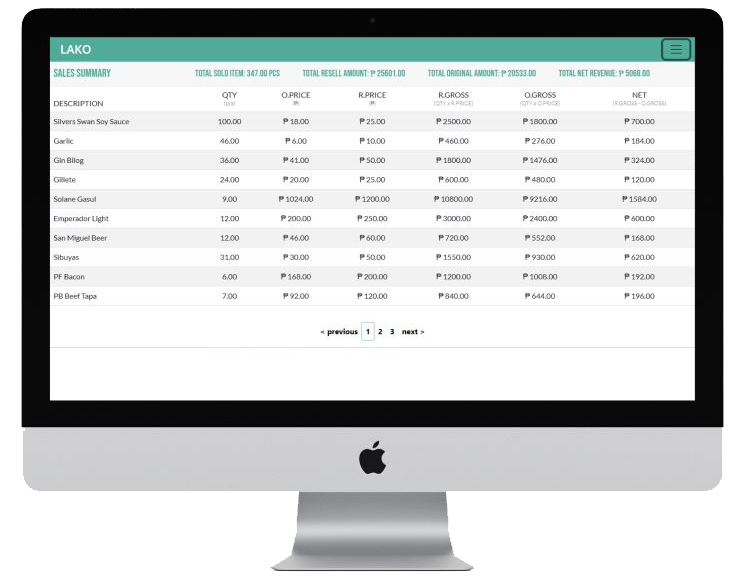 LAKO
SALES SUMMARY TOTAL SOLD ITEM: 347.00 PCS TOTAL RESELL AMOUNT: ₱ 25601.00 TOTAL ORIGINAL AMOUNT: ₱ 20533.00 TOTAL NET REVENUE: ₱ 5068.00
DESCRIPTION QTY O.PRICE R.PRICE R.GROSS O.GROSS NET
(pcs) (₱) (₱) (QTY x R.PRICE) (QTY x O.PRICE) (R.GROSS - O.GROSS)
Silvers Swan Soy Sauce 100.00 ₱ 18.00 ₱ 25.00 ₱ 2500.00 ₱ 1800.00 ₱ 700.00
Garlic 46.00 ₱ 6.00 ₱ 10.00 ₱ 460.00 ₱ 276.00 ₱ 184.00
Gin Bilog 36.00 ₱ 41.00 ₱ 50.00 ₱ 1800.00 ₱ 1476.00 ₱ 324.00
Gillete 24.00 ₱ 20.00 ₱ 25.00 ₱ 600.00 ₱ 480.00 ₱ 120.00
Solane Gasul 9.00 ₱ 1024.00 ₱ 1200.00 ₱ 10800.00 ₱ 9216.00 ₱ 1584.00
Emperador Light 12.00 ₱ 200.00 ₱ 250.00 ₱ 3000.00 ₱ 2400.00 ₱ 600.00
San Miguel Beer 12.00 ₱ 46.00 ₱ 60.00 ₱ 720.00 ₱ 552.00 ₱ 168.00
Sibuyas 31.00 ₱ 30.00 ₱ 50.00 ₱ 1550.00 ₱ 930.00 ₱ 620.00
PF Bacon 6.00 ₱ 168.00 ₱ 200.00 ₱ 1200.00 ₱ 1008.00 ₱ 192.00
PB Beef Tapa 7.00 ₱ 92.00 ₱ 120.00 ₱ 840.00 ₱ 644.00 ₱ 196.00
< previous 1 2 3 next >